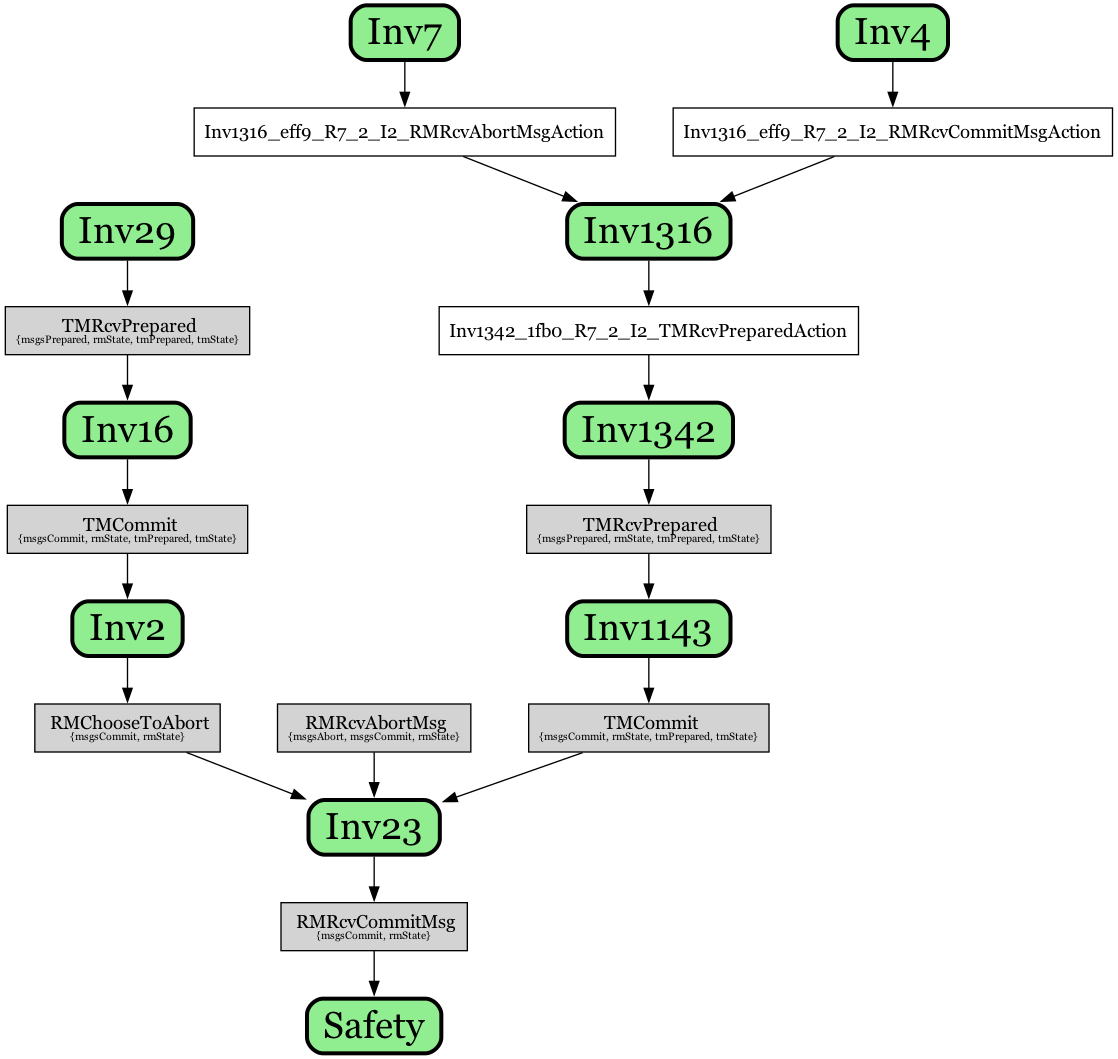 Inv7
Inv4
Inv1316_eff9_R7_2_I2_RMRcvAbortMsgAction
Inv1316_eff9_R7_2_I2_RMRcvCommitMsgAction
Inv29
Inv1316
TMRcvPrepared
{msgsPrepared, rmState, tmPrepared, tmState}
Inv1342_1fb0_R7_2_I2_TMRcvPreparedAction
Inv16
Inv1342
TMCommit
{msgsCommit, rmState, tmPrepared, tmState}
TMRcvPrepared
{msgsPrepared, rmState, tmPrepared, tmState}
Inv2
Inv1143
RMChooseToAbort
{msgsCommit, rmState}
RMRcvAbortMsg
{msgsAbort, msgsCommit, rmState}
TMCommit
{msgsCommit, rmState, tmPrepared, tmState}
Inv23
RMRcvCommitMsg
{msgsCommit, rmState}
Safety